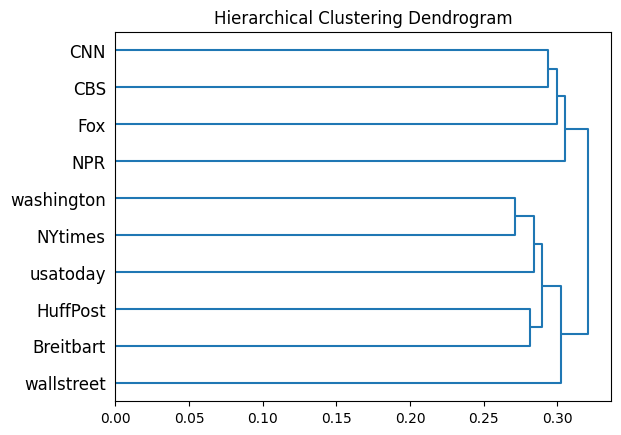 Hierarchical Clustering Dendrogram
CNN
CBS
Fox
NPR
washington
NYtimes
usatoday
HuffPost
Breitbart
wallstreet
0.00 0.05 0.10 0.15 0.20 0.25 0.30